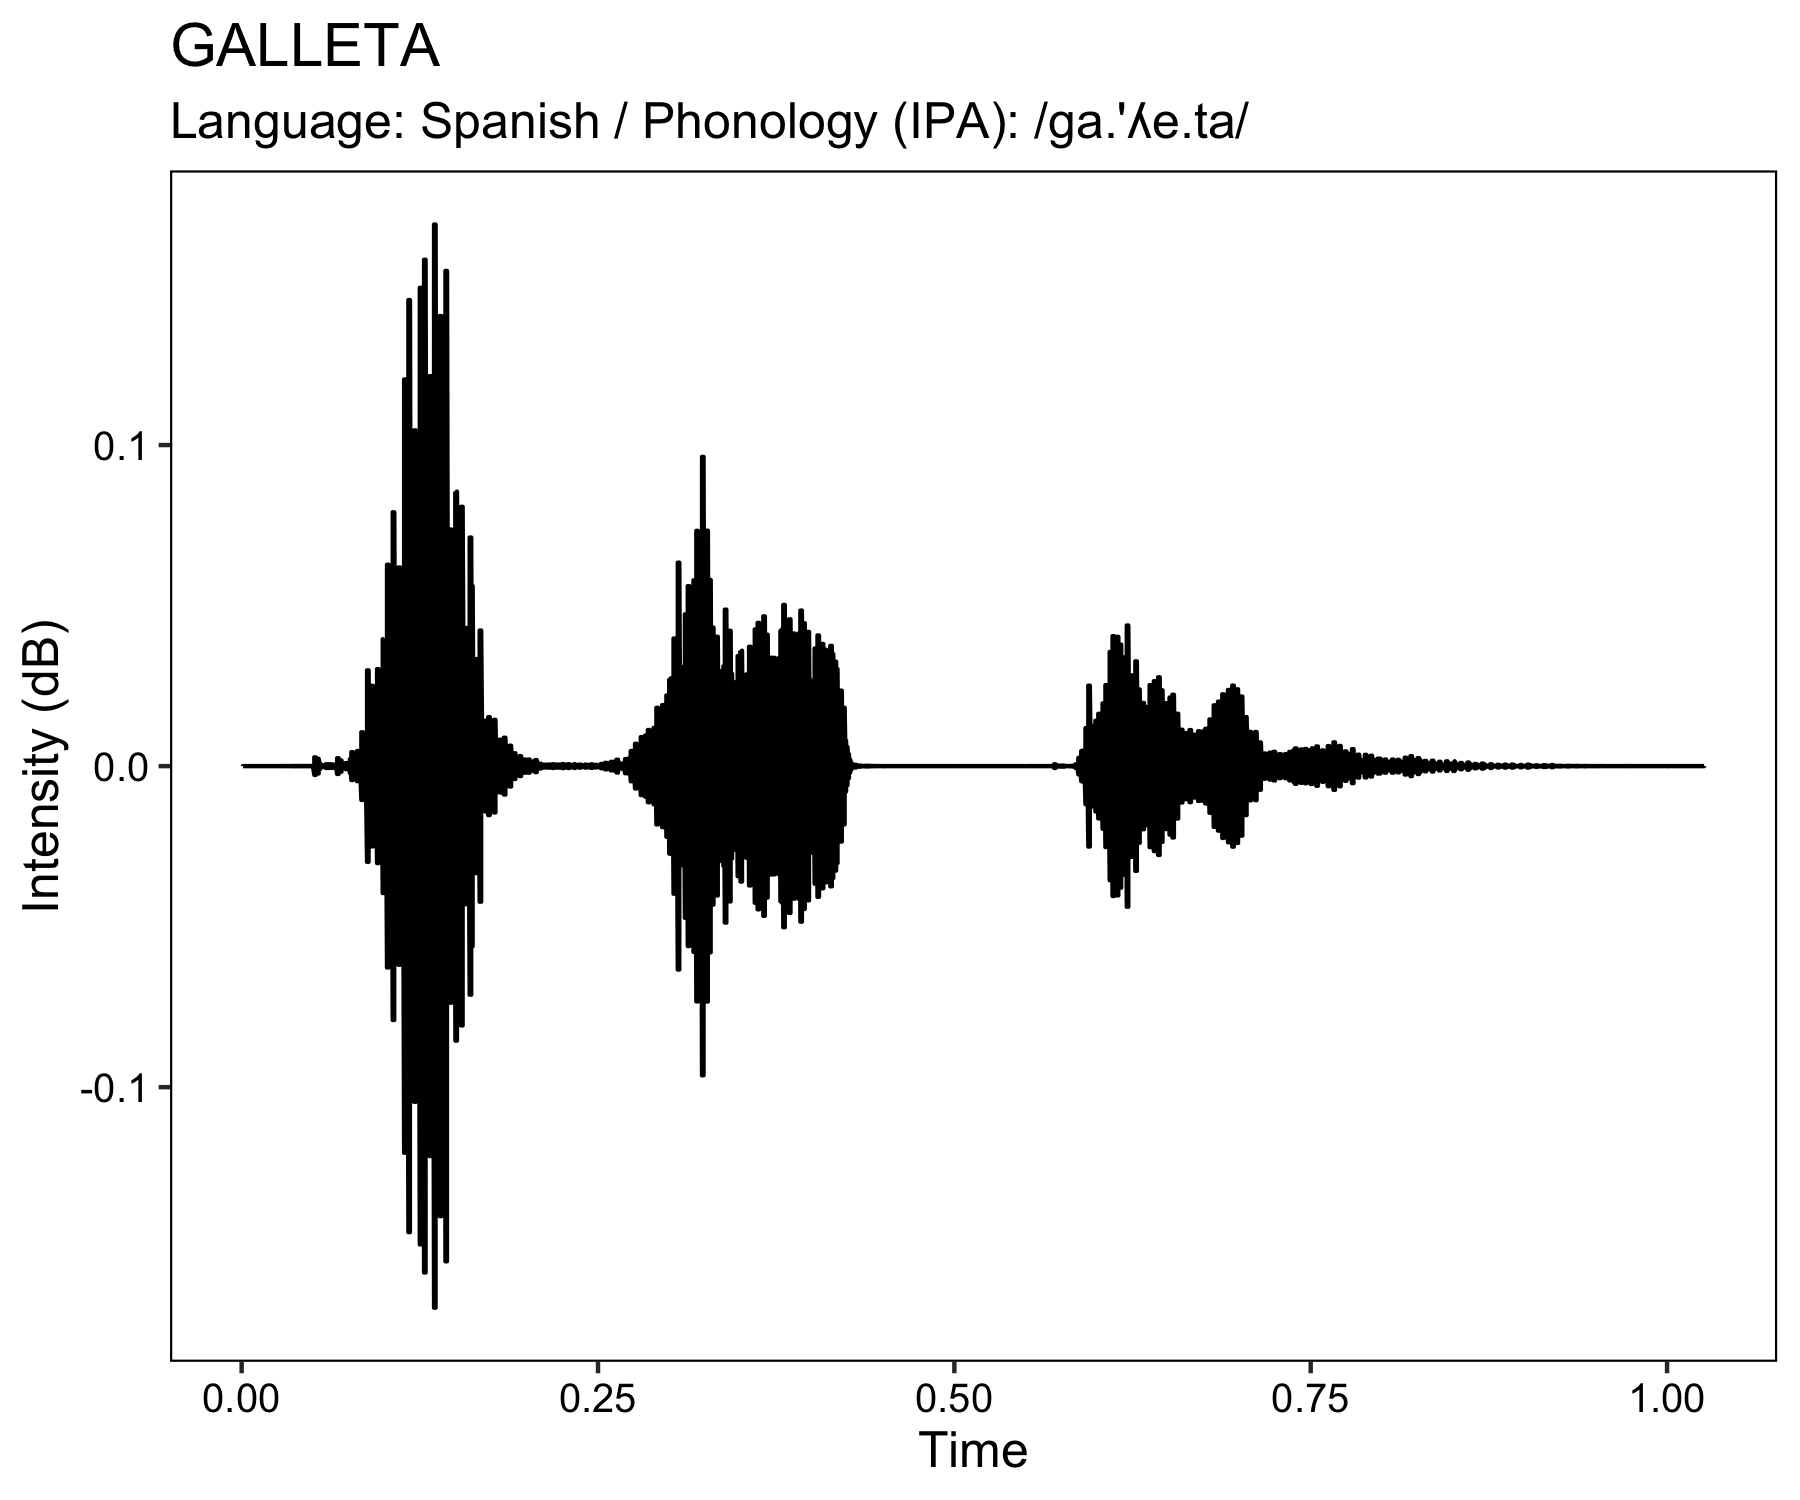 GALLETA
Language: Spanish / Phonology (IPA): /ga.'ʎe.ta/
Intensity (dB)
0.1
0.0
-0.1
0.00 0.25 0.50 0.75 1.00
Time